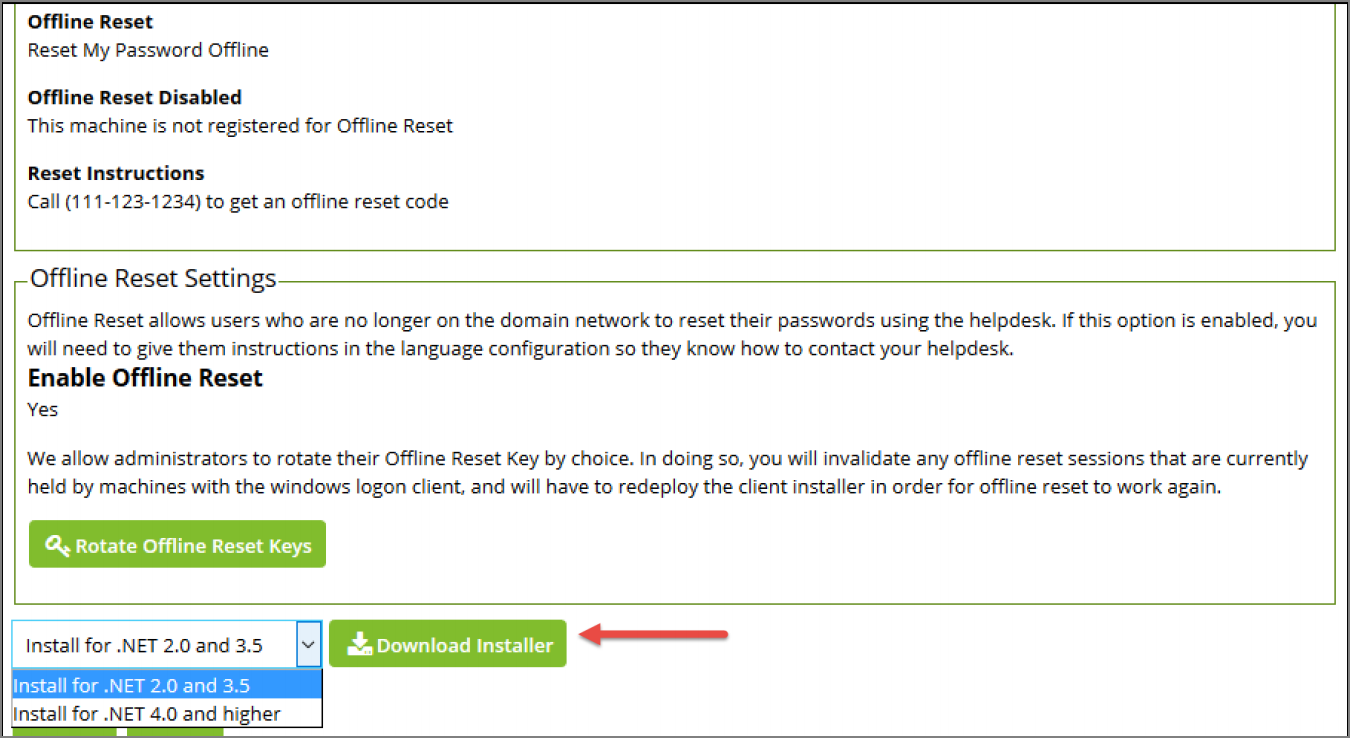 Offline Reset
Reset My Password Offline
Offline Reset Disabled
This machine is not registered for Offline Reset
Reset Instructions
Call (111-123-1234) to get an offline reset code
Offline Reset Settings
Offline Reset allows users who are no longer on the domain network to reset their passwords using the helpdesk. If this option is enabled, you
will need to give them instructions in the language configuration so they know how to contact your helpdesk.
Enable Offline Reset
Yes
We allow administrators to rotate their Offline Reset Key by choice. In doing so, you will invalidate any offline reset sessions that are currently
held by machines with the windows logon client, and will have to redeploy the client installer in order for offline reset to work again.
Rotate Offline Reset Keys
Install for .NET 2.0 and 3.5
Download Installer
Install for .NET 2.0 and 3.5
Install for .NET 4.0 and higher